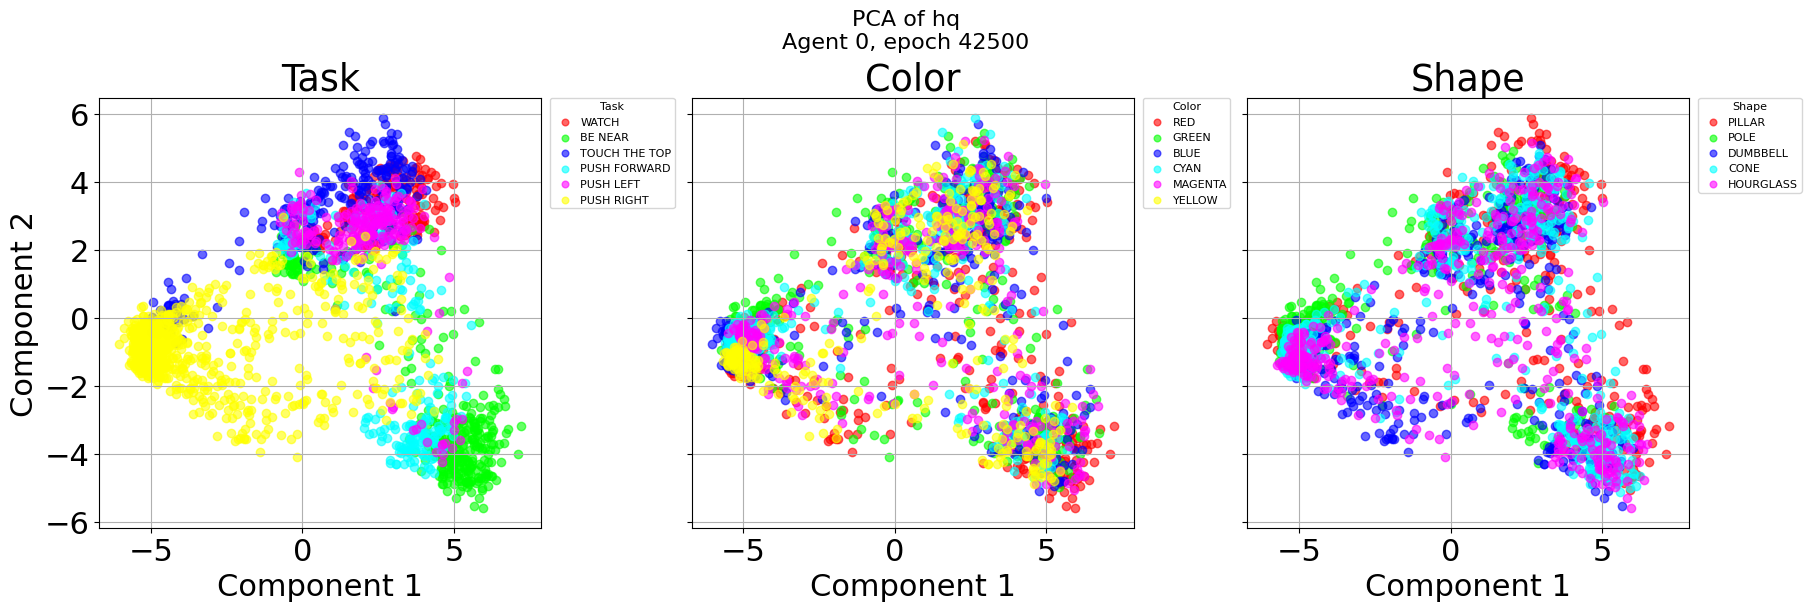 PCA of hq
Agent 0, epoch 42500
Task
Color
Shape
Component 2
6
4
2
0
−2
−4
−6
−5 0 5
Component 1
Task
WATCH
BE NEAR
TOUCH THE TOP
PUSH FORWARD
PUSH LEFT
PUSH RIGHT
−5 0 5
Component 1
Color
RED
GREEN
BLUE
CYAN
MAGENTA
YELLOW
−5 0 5
Component 1
Shape
PILLAR
POLE
DUMBBELL
CONE
HOURGLASS